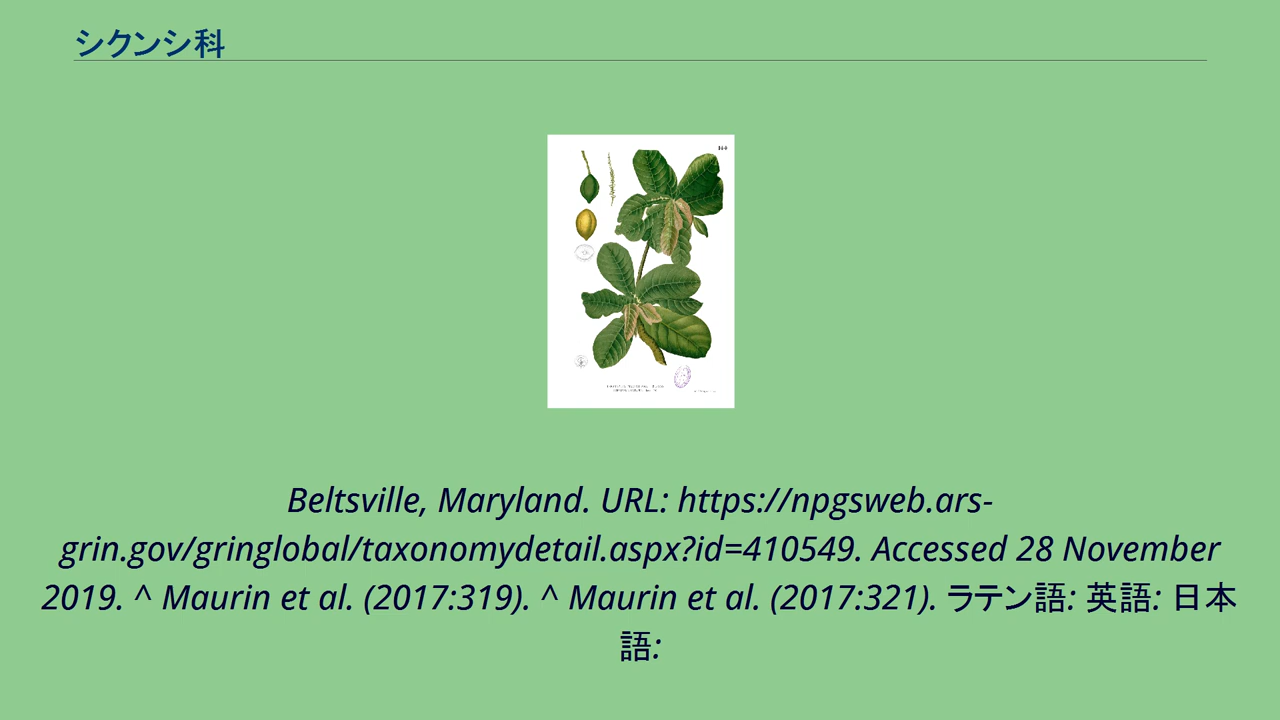 シクンシ科
Beltsville, Maryland. URL: https://npgsweb.ars-
grin.gov/gringlobal/taxonomydetail.aspx?id=410549. Accessed 28 November
2019. ^ Maurin et al. (2017:319). ^ Maurin et al. (2017:321). ラテン語: 英語: 日本
語: